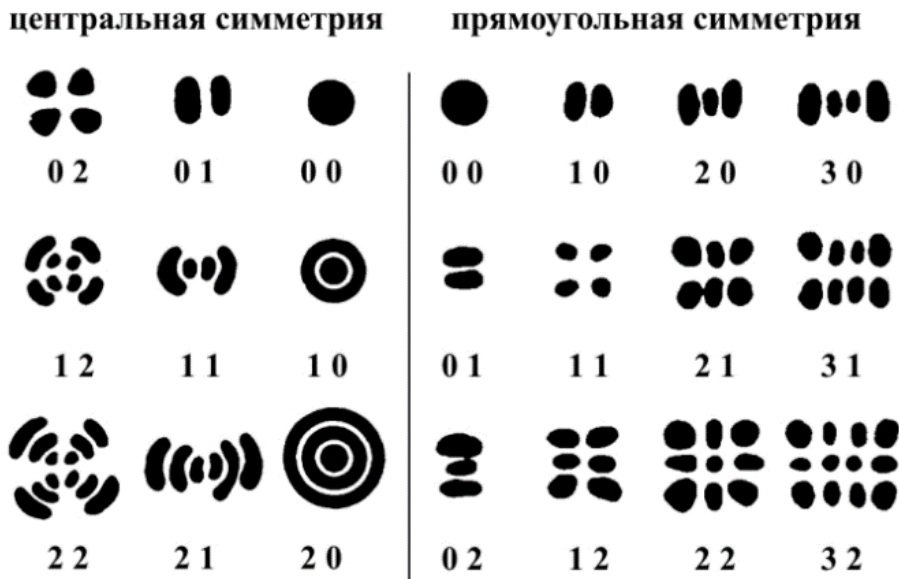 центральная симметрия прямоугольная симметрия
0 2 0 1 0 0 0 0 1 0 2 0 3 0
1 2 1 1 1 0 0 1 1 1 2 1 3 1
2 2 2 1 2 0 0 2 1 2 2 2 3 2